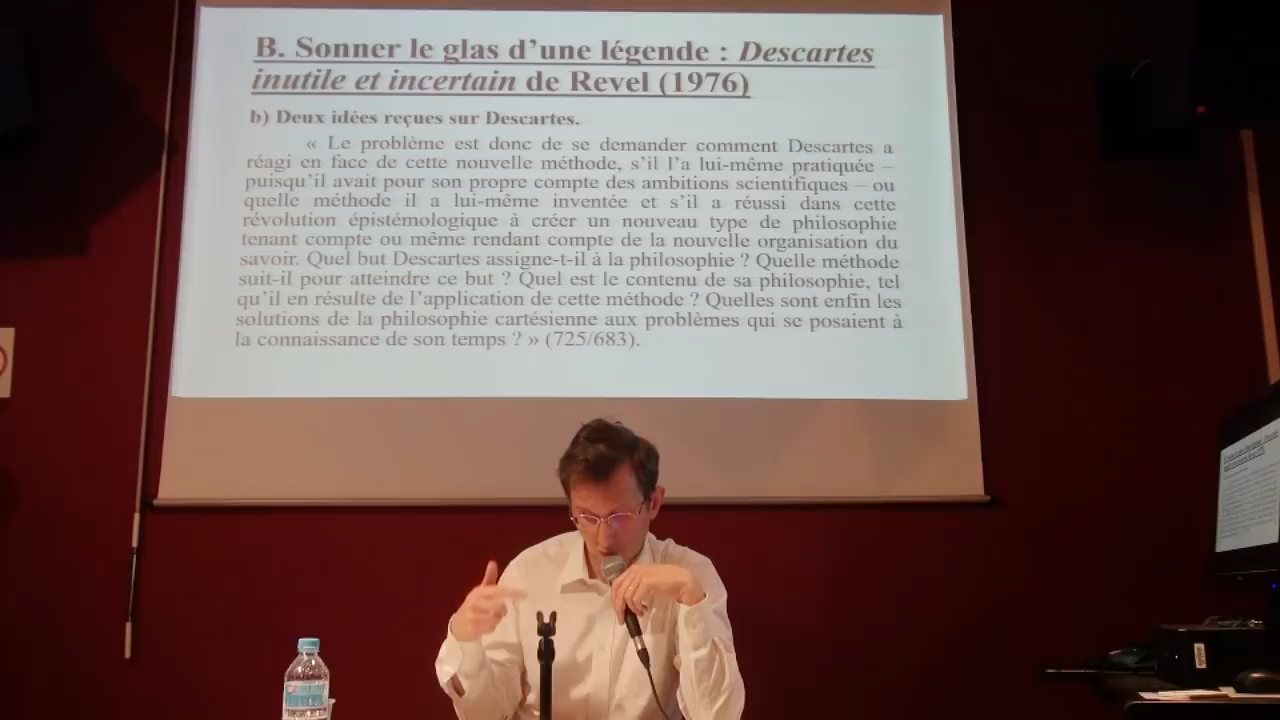 B. Sonner le glas d’une légende : Descartes
inutile et incertain de Revel (1976)
b) Deux idées reçues sur Descartes.
« Le problème est donc de se demander comment Descartes a
réagi en face de cette nouvelle méthode, s’il l’a lui-même pratiquée –
puisqu’il avait pour son propre compte des ambitions scientifiques – ou
quelle méthode il a lui-même inventée et s’il a réussi dans cette
révolution épistémologique à créer un nouveau type de philosophie
tenant compte ou même rendant compte de la nouvelle organisation du
savoir. Quel but Descartes assigne-t-il à la philosophie ? Quelle méthode
suit-il pour atteindre ce but ? Quel est le contenu de sa philosophie, tel
qu’il en résulte de l’application de cette méthode ? Quelles sont enfin les
solutions de la philosophie cartésienne aux problèmes qui se posaient à
la connaissance de son temps ? » (725/683).